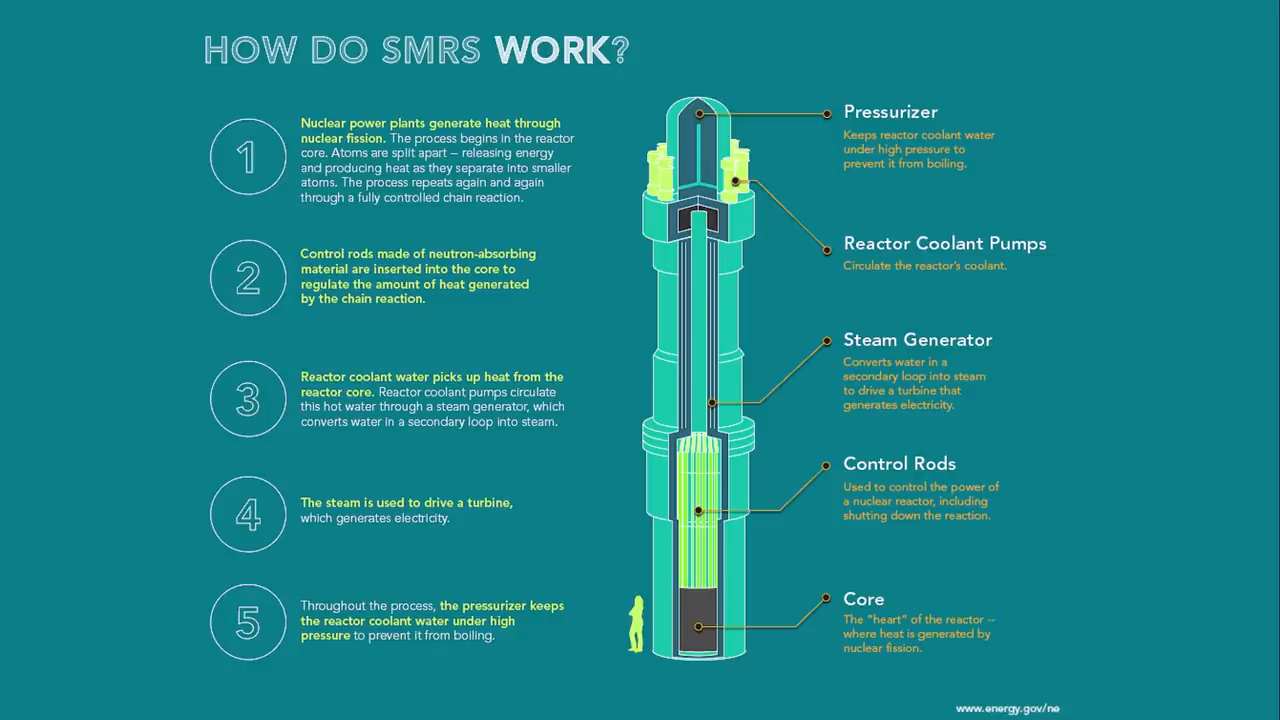 HOW DO SMRS WORK?
1
Nuclear power plants generate heat through
nuclear fission. The process begins in the reactor
core. Atoms are split apart – releasing energy
and producing heat as they separate into smaller
atoms. The process repeats again and again
through a fully controlled chain reaction.
2
Control rods made of neutron-absorbing
material are inserted into the core to
regulate the amount of heat generated
by the chain reaction.
3
Reactor coolant water picks up heat from the
reactor core. Reactor coolant pumps circulate
this hot water through a steam generator, which
converts water in a secondary loop into steam.
4
The steam is used to drive a turbine,
which generates electricity.
5
Throughout the process, the pressurizer keeps
the reactor coolant water under high
pressure to prevent it from boiling.
Pressurizer
Keeps reactor coolant water
under high pressure to
prevent it from boiling.
Reactor Coolant Pumps
Circulate the reactor's coolant.
Steam Generator
Converts water in a
secondary loop into steam
to drive a turbine that
generates electricity.
Control Rods
Used to control the power of
a nuclear reactor, including
shutting down the reaction.
Core
The "heart" of the reactor --
where heat is generated by
nuclear fission.
www.energy.gov/ne